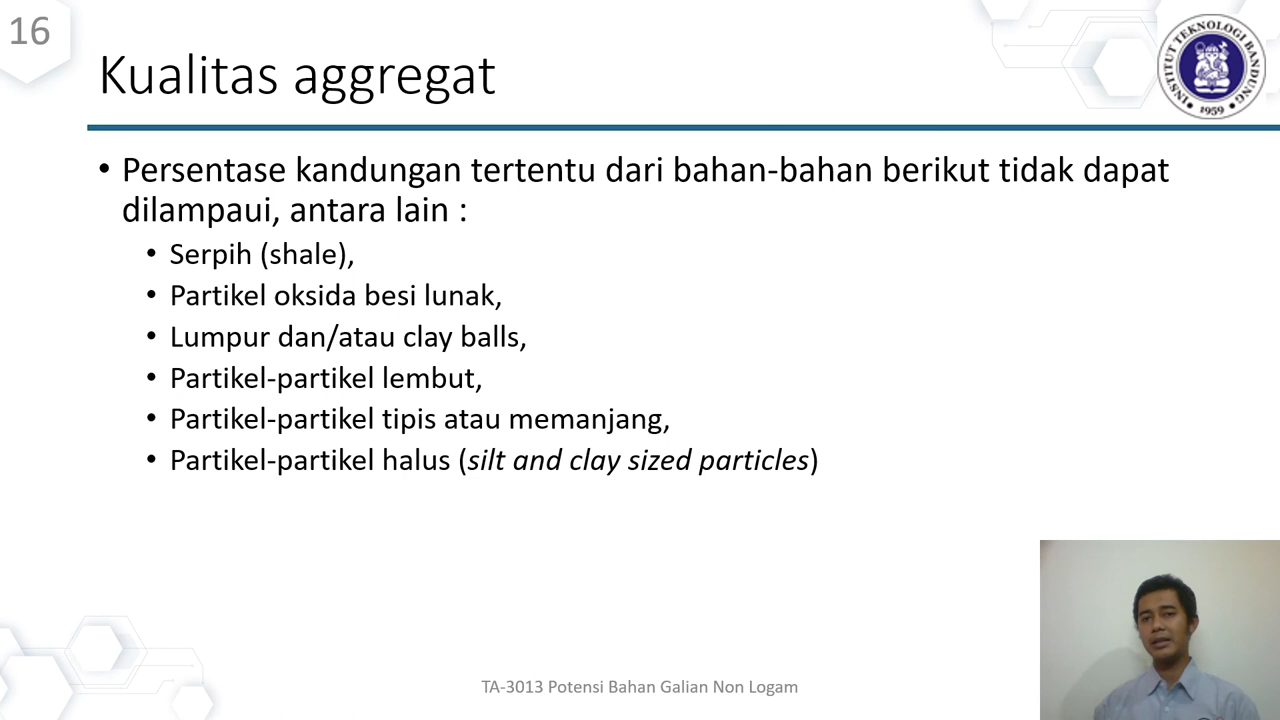 16
Kualitas aggregat
INSTITUT TEKNOLOGI BANDUNG
1959
• Persentase kandungan tertentu dari bahan-bahan berikut tidak dapat
dilampaui, antara lain :
• Serpih (shale),
• Partikel oksida besi lunak,
• Lumpur dan/atau clay balls,
• Partikel-partikel lembut,
• Partikel-partikel tipis atau memanjang,
• Partikel-partikel halus (silt and clay sized particles)
TA-3013 Potensi Bahan Galian Non Logam